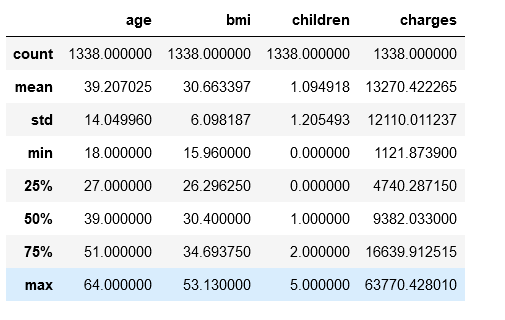 age bmi children charges
count 1338.000000 1338.000000 1338.000000 1338.000000
mean 39.207025 30.663397 1.094918 13270.422265
std 14.049960 6.098187 1.205493 12110.011237
min 18.000000 15.960000 0.000000 1121.873900
25% 27.000000 26.296250 0.000000 4740.287150
50% 39.000000 30.400000 1.000000 9382.033000
75% 51.000000 34.693750 2.000000 16639.912515
max 64.000000 53.130000 5.000000 63770.428010